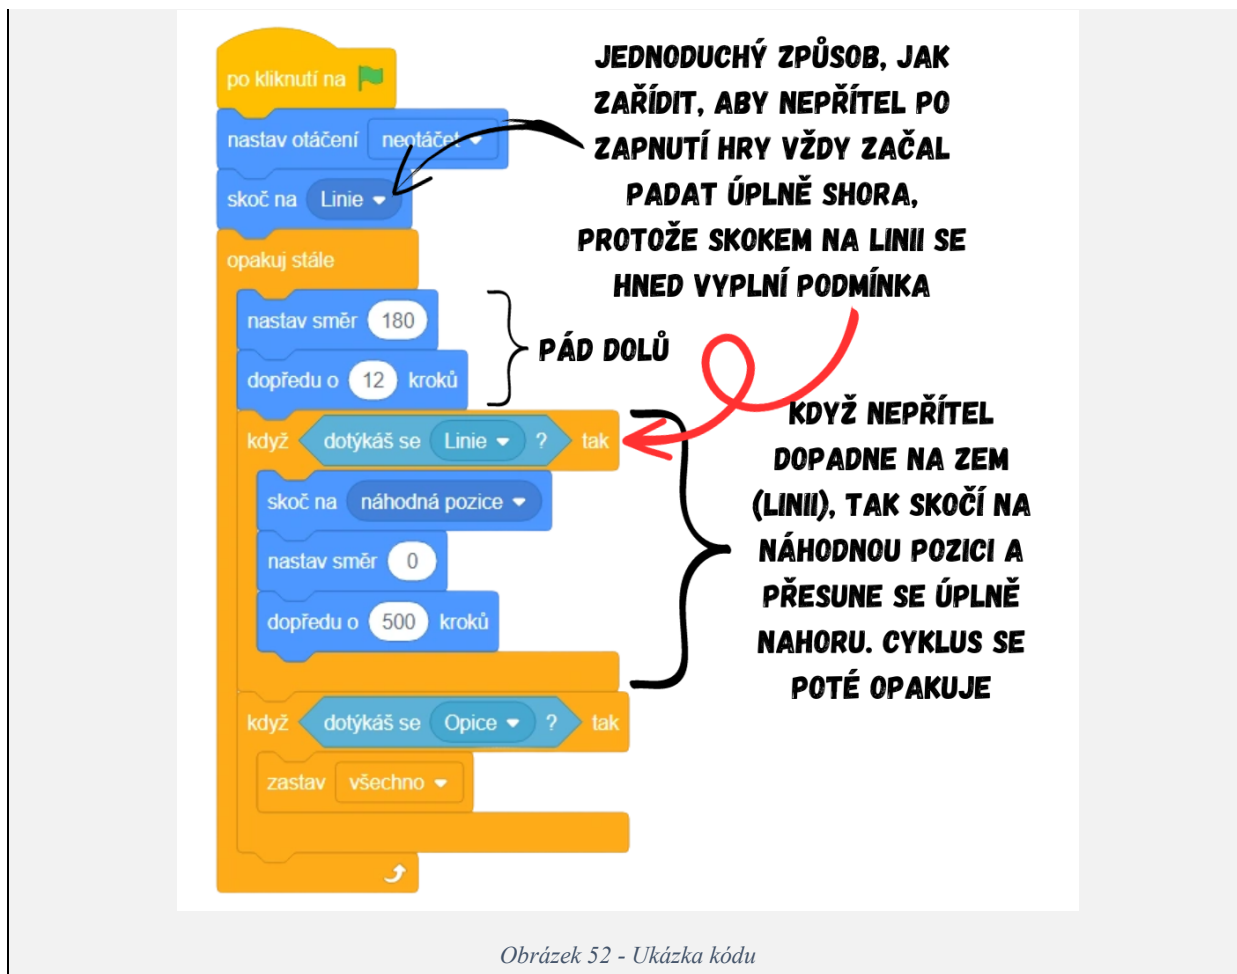 po kliknutí na
nastav otáčení neotáčet
skoč na Linie
opakuj stále
nastav směr 180
dopředu o 12 kroků
když dotýkáš se Linie ? tak
skoč na náhodná pozice
nastav směr 0
dopředu o 500 kroků
když dotýkáš se Opice ? tak
zastav všechno
JEDNODUCHÝ ZPŮSOB, JAK
ZAŘÍDIT, ABY NEPŘÍTEL PO
ZAPNUTÍ HRY VŽDY ZAČAL
PADAT ÚPLNĚ SHORA,
PROTOŽE SKOKEM NA LINII SE
HNED VYPLNÍ PODMÍNKA
PÁD DOLŮ
KDYŽ NEPŘÍTEL
DOPADNE NA ZEM
(LINII), TAK SKOČÍ NA
NÁHODNOU POZICI A
PŘESUNE SE ÚPLNĚ
NAHORU. CYKLUS SE
POTÉ OPAKUJE
Obrázek 52 - Ukázka kódu